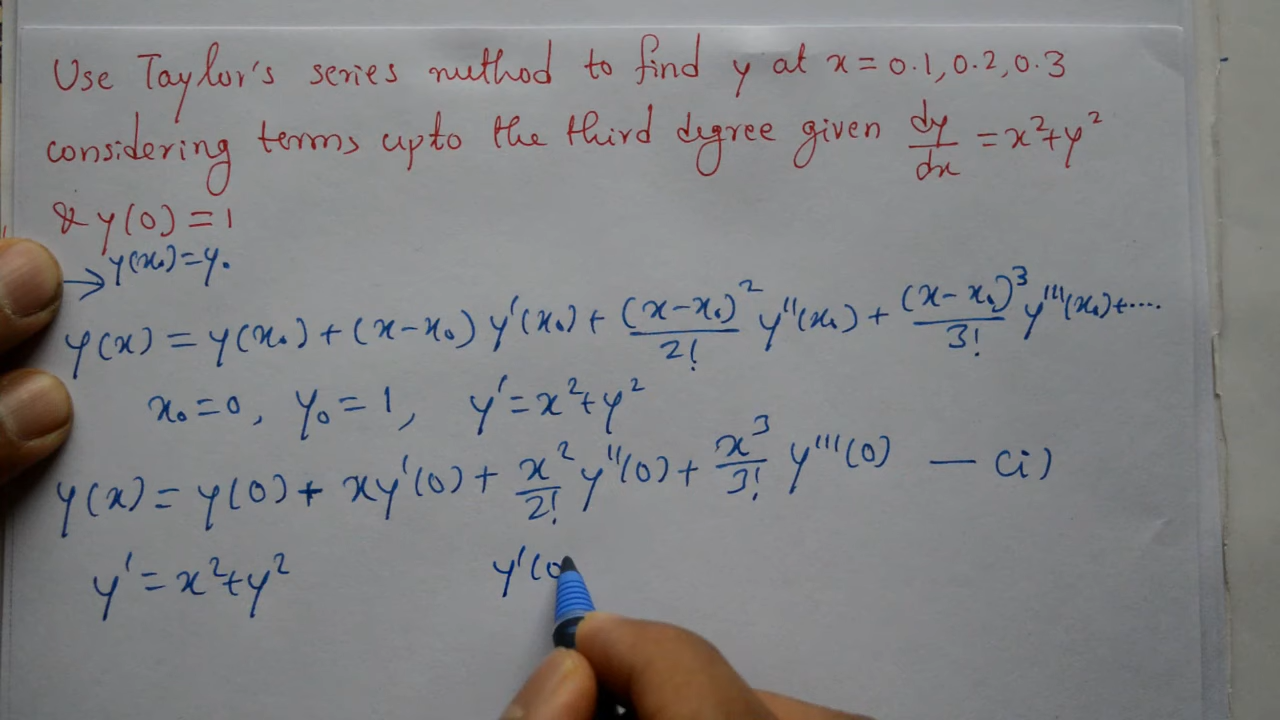 Use Taylor's series method to find y at x = 0.1, 0.2, 0.3
considering terms upto the third degree given dy/dx = x²+y²
& y(0) = 1
→ y(x₀) = y₀
y(x) = y(x₀) + (x-x₀) y'(x₀) + (x-x₀)²/2! y''(x₀) + (x-x₀)³/3! y'''(x₀) + ....
x₀ = 0, y₀ = 1, y' = x²+y²
y(x) = y(0) + xy'(0) + x²/2! y''(0) + x³/3! y'''(0) — (i)
y' = x²+y² y'(0